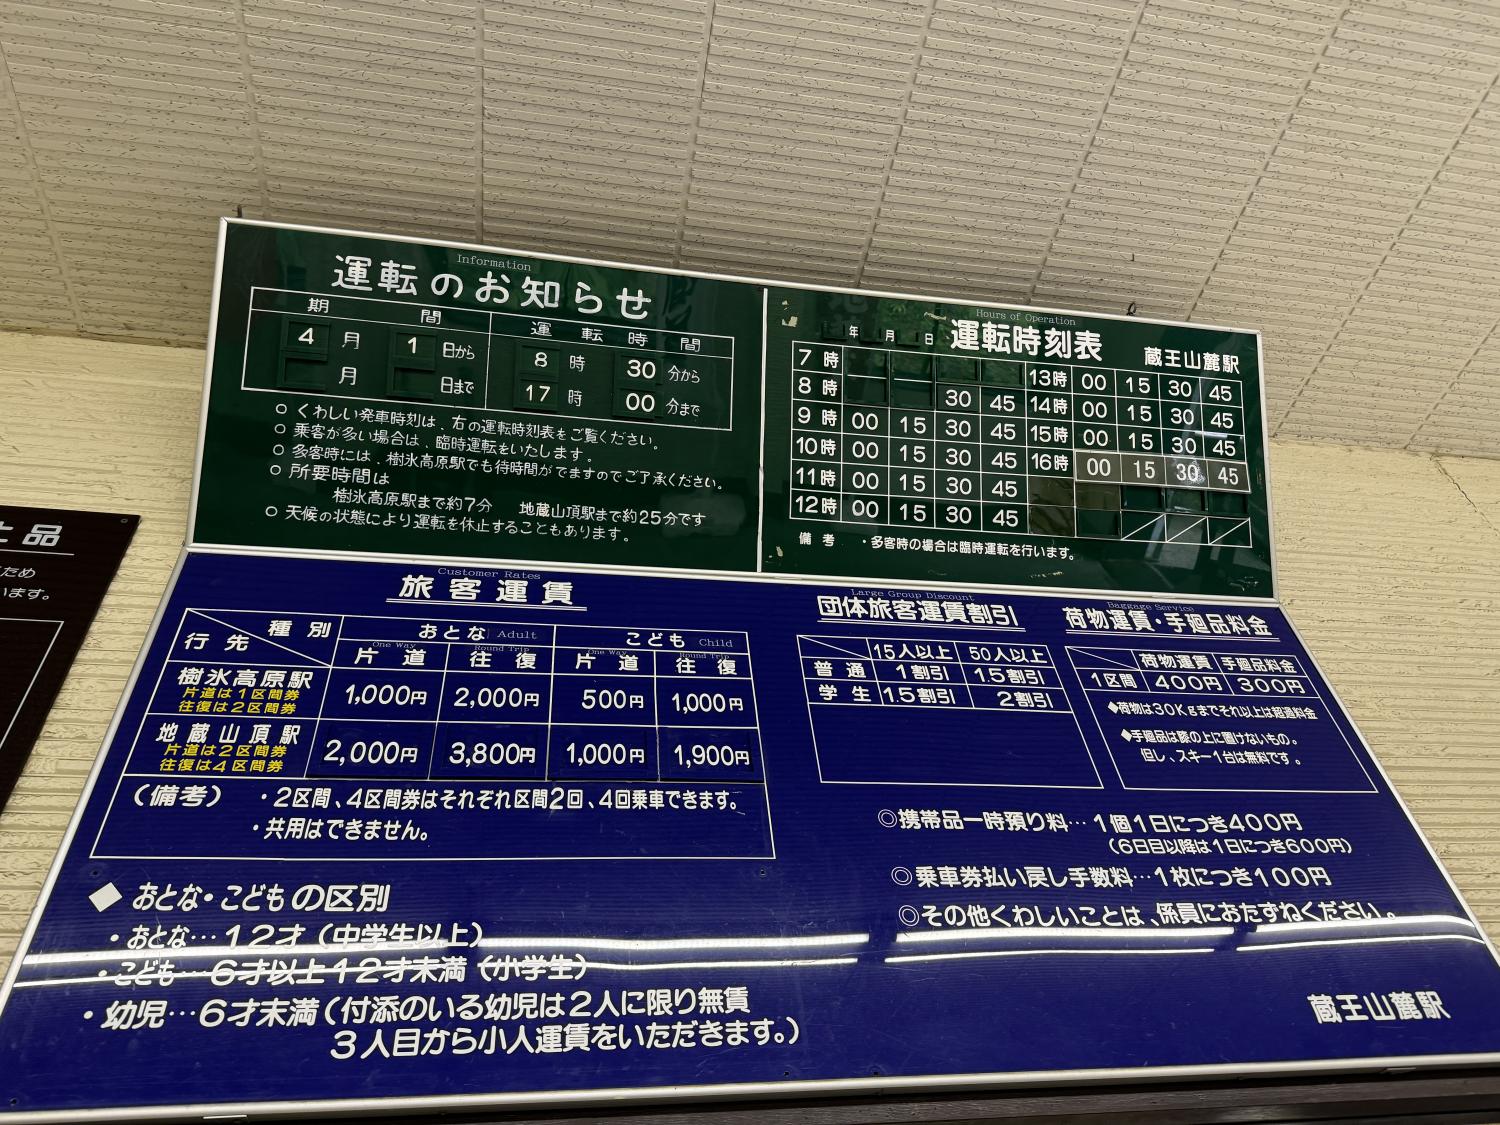 Information
運転のお知らせ
期 間 運 転 時 間
4 月 1 日から 8 時 30 分から
月 日まで 17 時 00 分まで
○ くわしい発車時刻は、右の運転時刻表をご覧ください。
○ 乗客が多い場合は、臨時運転をいたします。
○ 多客時には、樹氷高原駅でも待時間がでますのでご了承ください。
○ 所要時間は
樹氷高原駅まで約7分 地蔵山頂駅まで約25分です
○ 天候の状態により運転を休止することもあります。
Hours of Operation
年 月 日 運転時刻表 蔵王山麓駅
7時 13時 00 15 30 45
8時 30 45 14時 00 15 30 45
9時 00 15 30 45 15時 00 15 30 45
10時 00 15 30 45 16時 00 15 30 45
11時 00 15 30 45
12時 00 15 30 45
備考 ・多客時の場合は臨時運転を行います。
Customer Rates
旅客運賃
種別 おとな Adult こども Child
行先 One Way 片道 Round Trip 往復 One Way 片道 Round Trip 往復
樹氷高原駅 1,000円 2,000円 500円 1,000円
片道は1区間券
往復は2区間券
地蔵山頂駅 2,000円 3,800円 1,000円 1,900円
片道は2区間券
往復は4区間券
(備考) ・2区間、4区間券はそれぞれ区間2回、4回乗車できます。
・共用はできません。
◆ おとな・こどもの区別
・おとな…12才(中学生以上)
・こども…6才以上12才未満(小学生)
・幼児…6才未満(付添のいる幼児は2人に限り無賃
3人目から小人運賃をいただきます。)
Large Group Discount
団体旅客運賃割引
15人以上 50人以上
普通 1割引 1.5割引
学生 1.5割引 2割引
Baggage Service
荷物運賃・手廻品料金
荷物運賃 手廻品料金
1区間 400円 300円
◆荷物は30Kgまでそれ以上は超過料金
◆手廻品は膝の上に置けないもの。
但し、スキー1台は無料です。
◎携帯品一時預り料…1個1日につき400円
(6日目以降は1日につき600円)
◎乗車券払い戻し手数料…1枚につき100円
◎その他くわしいことは、係員におたずねください。
蔵王山麓駅
品
ため
います。